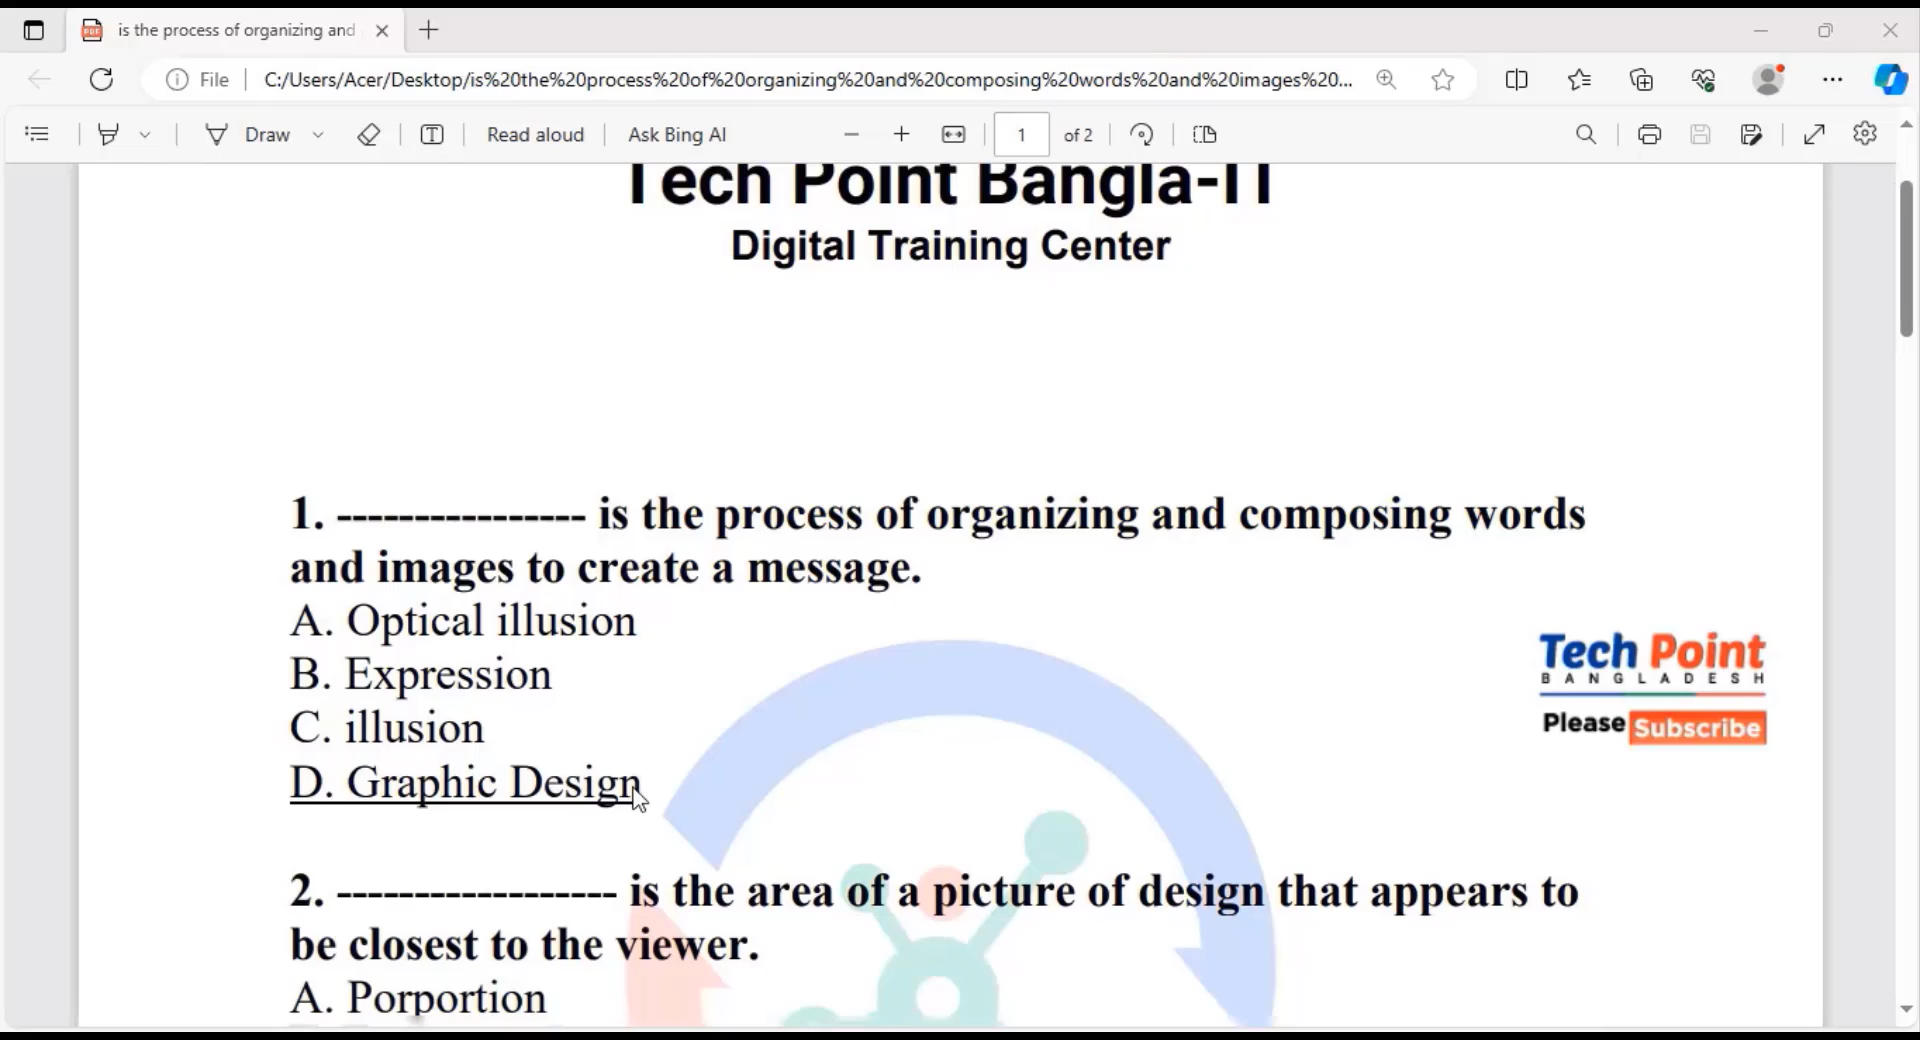 is the process of organizing and
File C:/Users/Acer/Desktop/is%20the%20process%20of%20organizing%20and%20composing%20words%20and%20images%20...
Draw Read aloud Ask Bing AI 1 of 2
Tech Point Bangla-IT
Digital Training Center
1. ---------------- is the process of organizing and composing words
and images to create a message.
A. Optical illusion
B. Expression
C. illusion
D. Graphic Design
Tech Point
BANGLADESH
Please Subscribe
2. ------------------ is the area of a picture of design that appears to
be closest to the viewer.
A. Porportion